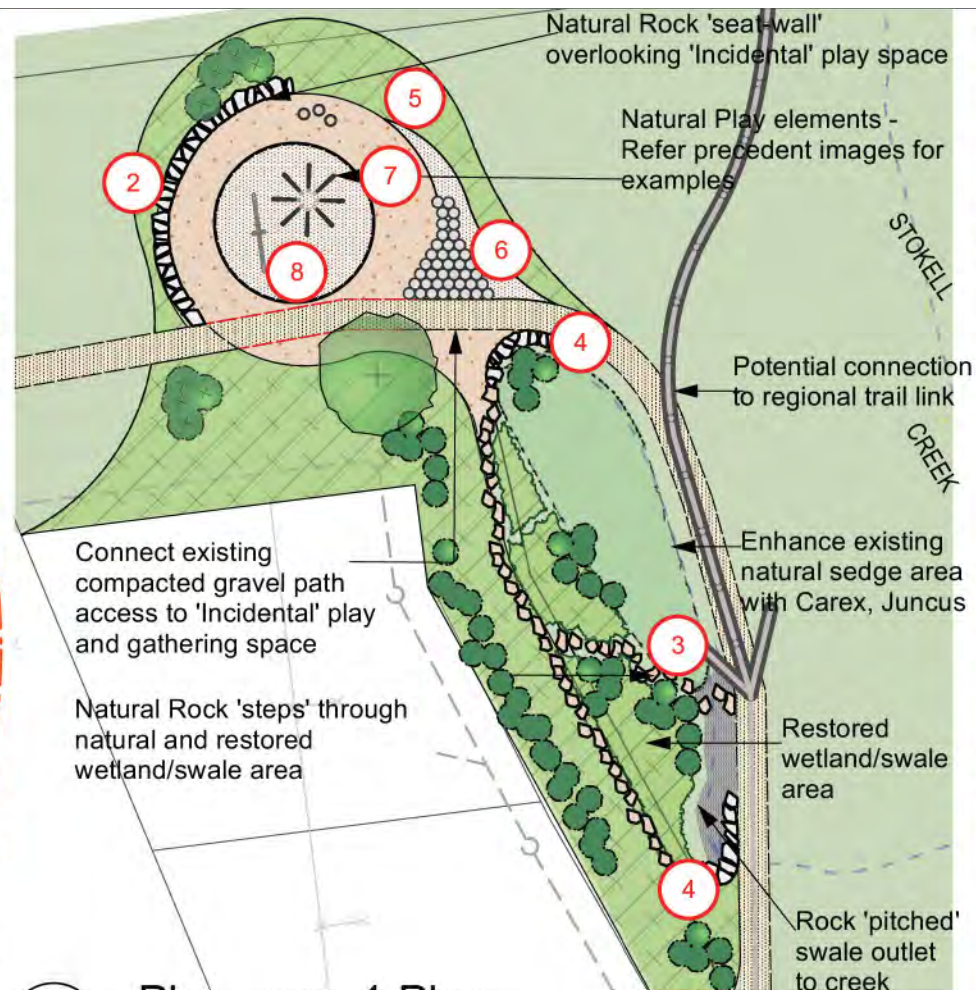 Natural Rock 'seat-wall'
overlooking 'Incidental' play space
5
Natural Play elements -
Refer precedent images for
examples
2
7
6
8
STOKELL
4
Potential connection
to regional trail link
CREEK
Connect existing
compacted gravel path
access to 'Incidental' play
and gathering space
Enhance existing
natural sedge area
with Carex, Juncus
3
Natural Rock 'steps' through
natural and restored
wetland/swale area
Restored
wetland/swale
area
4
Rock 'pitched'
swale outlet
to creek